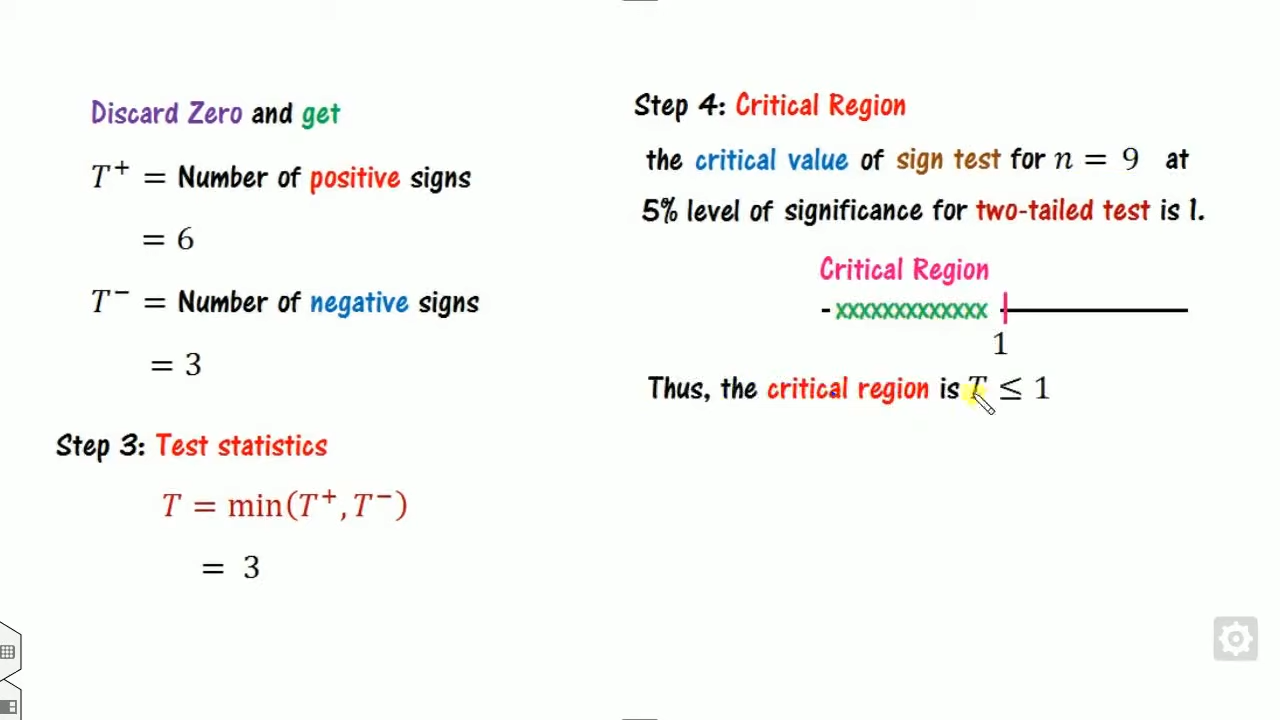 Discard Zero and get
T⁺ = Number of positive signs
= 6
T⁻ = Number of negative signs
= 3
Step 3: Test statistics
T = min(T⁺, T⁻)
= 3
Step 4: Critical Region
the critical value of sign test for n = 9 at
5% level of significance for two-tailed test is 1.
Critical Region
xxxxxxxxxxxxx
1
Thus, the critical region is T ≤ 1